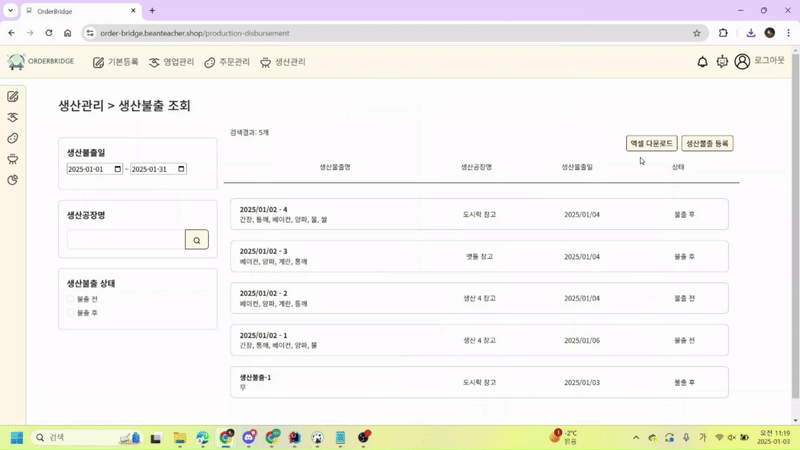 OrderBridge
order-bridge.beanteacher.shop/production-disbursement
ORDERBRIDGE
기본등록
영업관리
주문관리
생산관리
로그아웃
생산관리 > 생산불출 조회
검색결과: 5개
엑셀 다운로드
생산불출 등록
생산불출일
2025-01-01 ~ 2025-01-31
생산공장명
생산불출 상태
불출 전
불출 후
생산불출명 생산공장명 생산불출일 상태
2025/01/02 - 4
간장, 통깨, 베이컨, 양파, 물, 쌀
도시락 창고 2025/01/04 불출 후
2025/01/02 - 3
베이컨, 양파, 계란, 통깨
맷돌 창고 2025/01/04 불출 후
2025/01/02 - 2
베이컨, 양파, 계란, 통깨
생산 4 창고 2025/01/04 불출 전
2025/01/02 - 1
간장, 통깨, 베이컨, 양파, 물
생산 4 창고 2025/01/06 불출 전
생산불출-1
무
도시락 창고 2025/01/03 불출 후
검색
-2°C
맑음
가
오전 11:19
2025-01-03